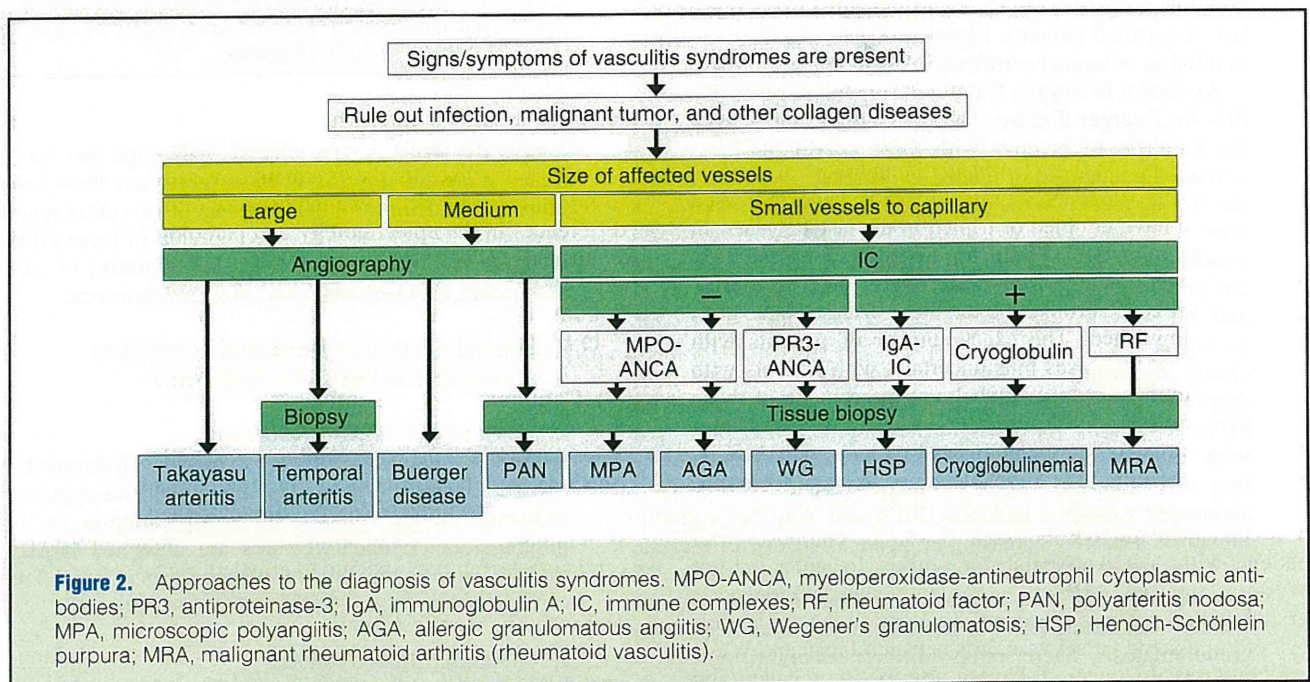 Signs/symptoms of vasculitis syndromes are present
Rule out infection, malignant tumor, and other collagen diseases
Size of affected vessels
Large
Medium
Small vessels to capillary
Angiography
IC
−
+
MPO-
ANCA
PR3-
ANCA
IgA-
IC
Cryoglobulin
RF
Biopsy
Tissue biopsy
Takayasu
arteritis
Temporal
arteritis
Buerger
disease
PAN
MPA
AGA
WG
HSP
Cryoglobulinemia
MRA
Figure 2. Approaches to the diagnosis of vasculitis syndromes. MPO-ANCA, myeloperoxidase-antineutrophil cytoplasmic anti-
bodies; PR3, antiproteinase-3; IgA, immunoglobulin A; IC, immune complexes; RF, rheumatoid factor; PAN, polyarteritis nodosa;
MPA, microscopic polyangiitis; AGA, allergic granulomatous angiitis; WG, Wegener's granulomatosis; HSP, Henoch-Schönlein
purpura; MRA, malignant rheumatoid arthritis (rheumatoid vasculitis).